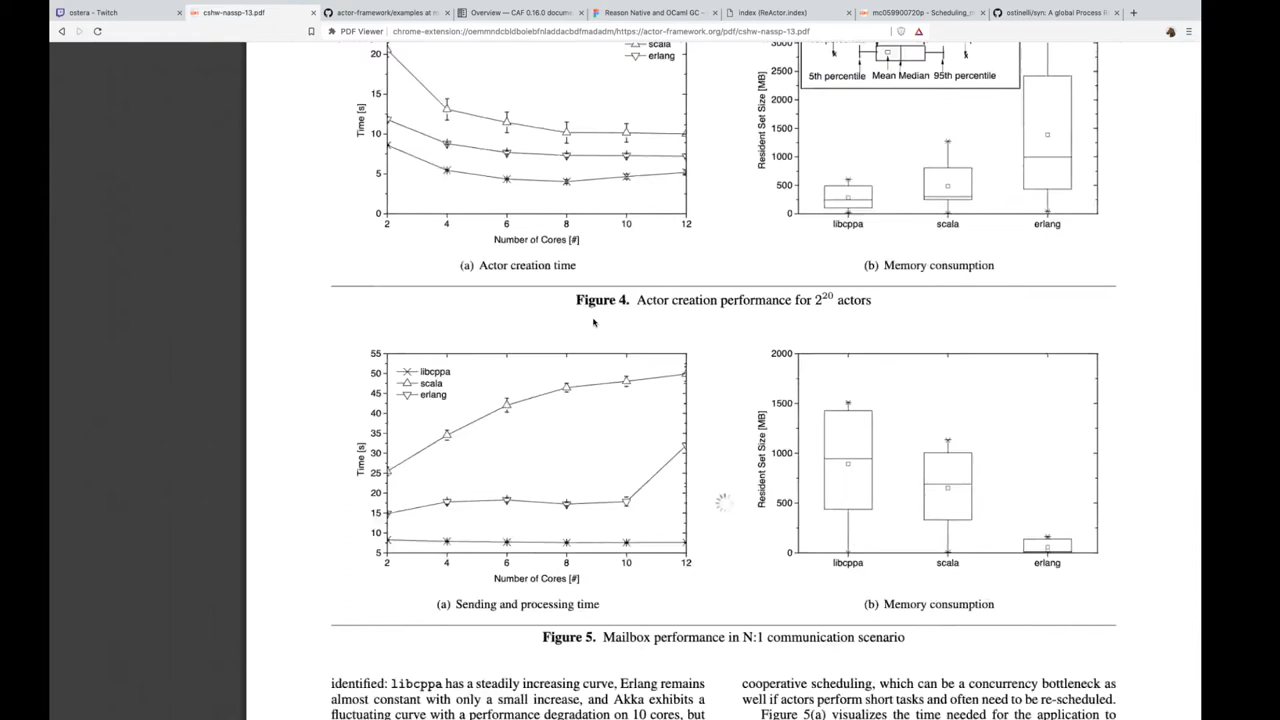 ostera - Twitch
cshw-nassp-13.pdf
actor-framework/examples at m
Overview — CAF 0.16.0 docume
Reason Native and OCaml GC –
index (ReActor.index)
mc059900720p - Scheduling_m
ostinelli/syn: A global Process R
PDF Viewer
chrome-extension://oemmndcbldboiebfnladdacbdfmadadm/https://actor-framework.org/pdf/cshw-nassp-13.pdf
scala
erlang
20
15
10
5
0
Time [s]
2 4 6 8 10 12
Number of Cores [#]
(a) Actor creation time
5th percentile
Mean
Median
95th percentile
3000
2500
2000
1500
1000
500
0
Resident Set Size [MB]
libcppa
scala
erlang
(b) Memory consumption
Figure 4. Actor creation performance for 2²⁰ actors
libcppa
scala
erlang
55
50
45
40
35
30
25
20
15
10
5
Time [s]
2 4 6 8 10 12
Number of Cores [#]
(a) Sending and processing time
2000
1500
1000
500
0
Resident Set Size [MB]
libcppa
scala
erlang
(b) Memory consumption
Figure 5. Mailbox performance in N:1 communication scenario
identified: libcppa has a steadily increasing curve, Erlang remains
almost constant with only a small increase, and Akka exhibits a
fluctuating curve with a performance degradation on 10 cores, but
cooperative scheduling, which can be a concurrency bottleneck as
well if actors perform short tasks and often need to be re-scheduled.
Figure 5(a) visualizes the time needed for the application to